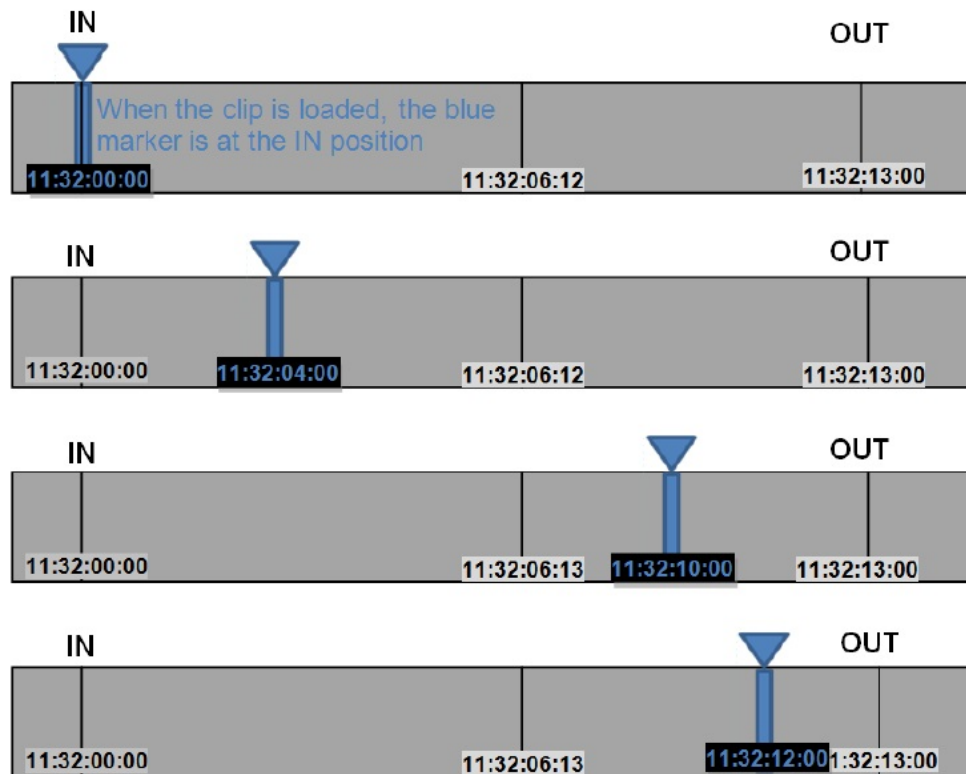 IN
OUT
When the clip is loaded, the blue
marker is at the IN position
11:32:00:00
11:32:06:12
11:32:13:00
IN
OUT
11:32:00:00
11:32:04:00
11:32:06:12
11:32:13:00
IN
OUT
11:32:00:00
11:32:06:13
11:32:10:00
11:32:13:00
IN
OUT
11:32:00:00
11:32:06:13
11:32:12:00
1:32:13:00